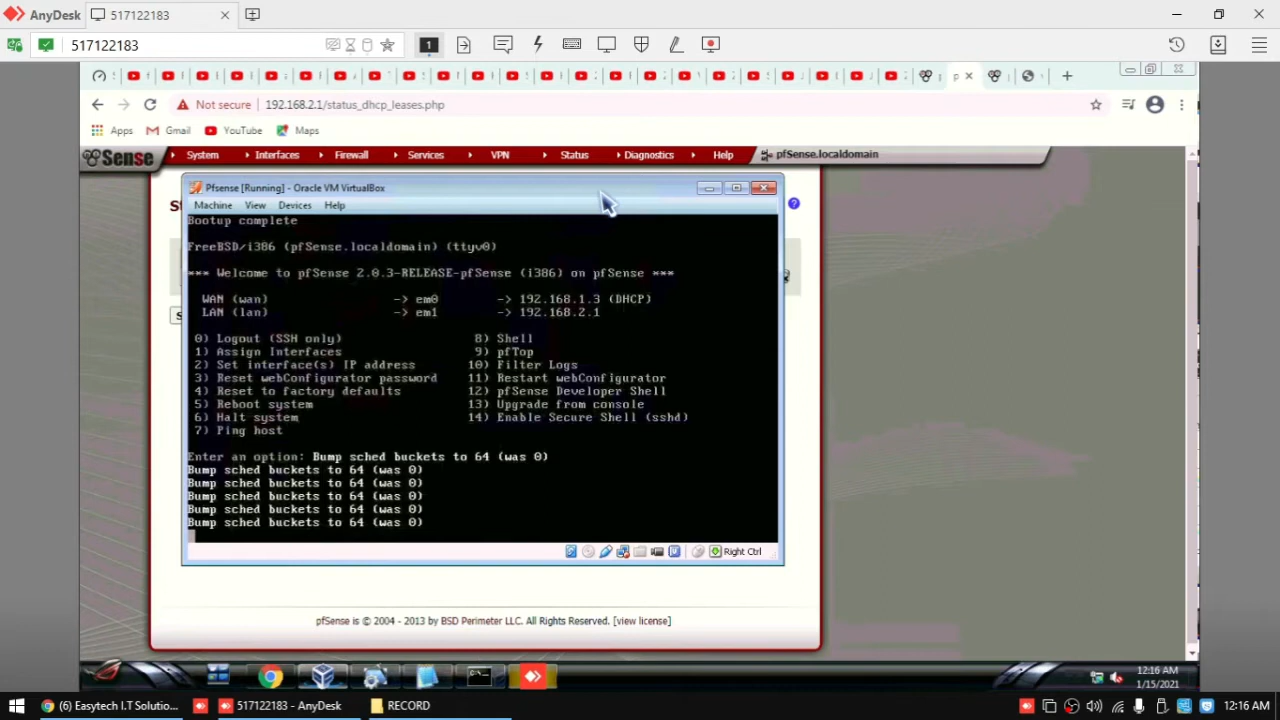 AnyDesk
517122183
517122183
1
Not secure
192.168.2.1/status_dhcp_leases.php
Apps
Gmail
YouTube
Maps
Sense
System
Interfaces
Firewall
Services
VPN
Status
Diagnostics
Help
pfSense.localdomain
Pfsense [Running] - Oracle VM VirtualBox
Machine
View
Devices
Help
Bootup complete
FreeBSD/i386 (pfSense.localdomain) (ttyv0)
*** Welcome to pfSense 2.0.3-RELEASE-pfSense (i386) on pfSense ***
WAN (wan) -> em0 -> 192.168.1.3 (DHCP)
LAN (lan) -> em1 -> 192.168.2.1
0) Logout (SSH only) 8) Shell
1) Assign Interfaces 9) pfTop
2) Set interface(s) IP address 10) Filter Logs
3) Reset webConfigurator password 11) Restart webConfigurator
4) Reset to factory defaults 12) pfSense Developer Shell
5) Reboot system 13) Upgrade from console
6) Halt system 14) Enable Secure Shell (sshd)
7) Ping host
Enter an option: Bump sched buckets to 64 (was 0)
Bump sched buckets to 64 (was 0)
Bump sched buckets to 64 (was 0)
Bump sched buckets to 64 (was 0)
Bump sched buckets to 64 (was 0)
Bump sched buckets to 64 (was 0)
Right Ctrl
pfSense is © 2004 - 2013 by BSD Perimeter LLC. All Rights Reserved. [view license]
12:16 AM
1/15/2021
(6) Easytech I.T Solutio...
517122183 - AnyDesk
RECORD
12:16 AM